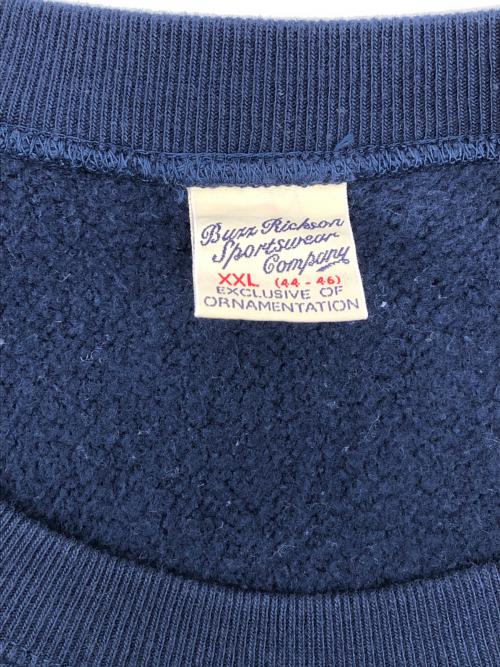 Buzz Rickson
Sportswear
Company
XXL (44 - 46)
EXCLUSIVE OF
ORNAMENTATION